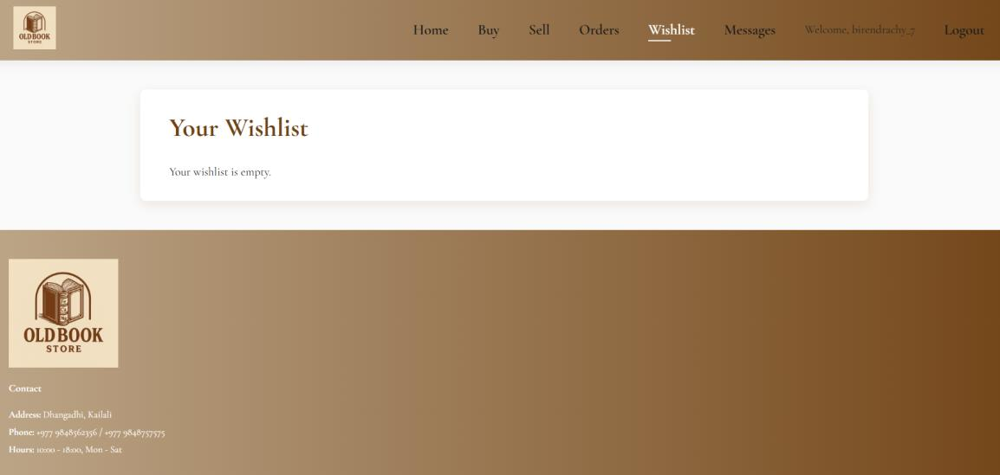 OLD BOOK
STORE
Home Buy Sell Orders Wishlist Messages Welcome, birendrachy_7 Logout
Your Wishlist
Your wishlist is empty.
OLD BOOK
STORE
Contact
Address: Dhangadhi, Kailali
Phone: +977 9848562356 / +977 9848757575
Hours: 10:00 - 18:00, Mon - Sat